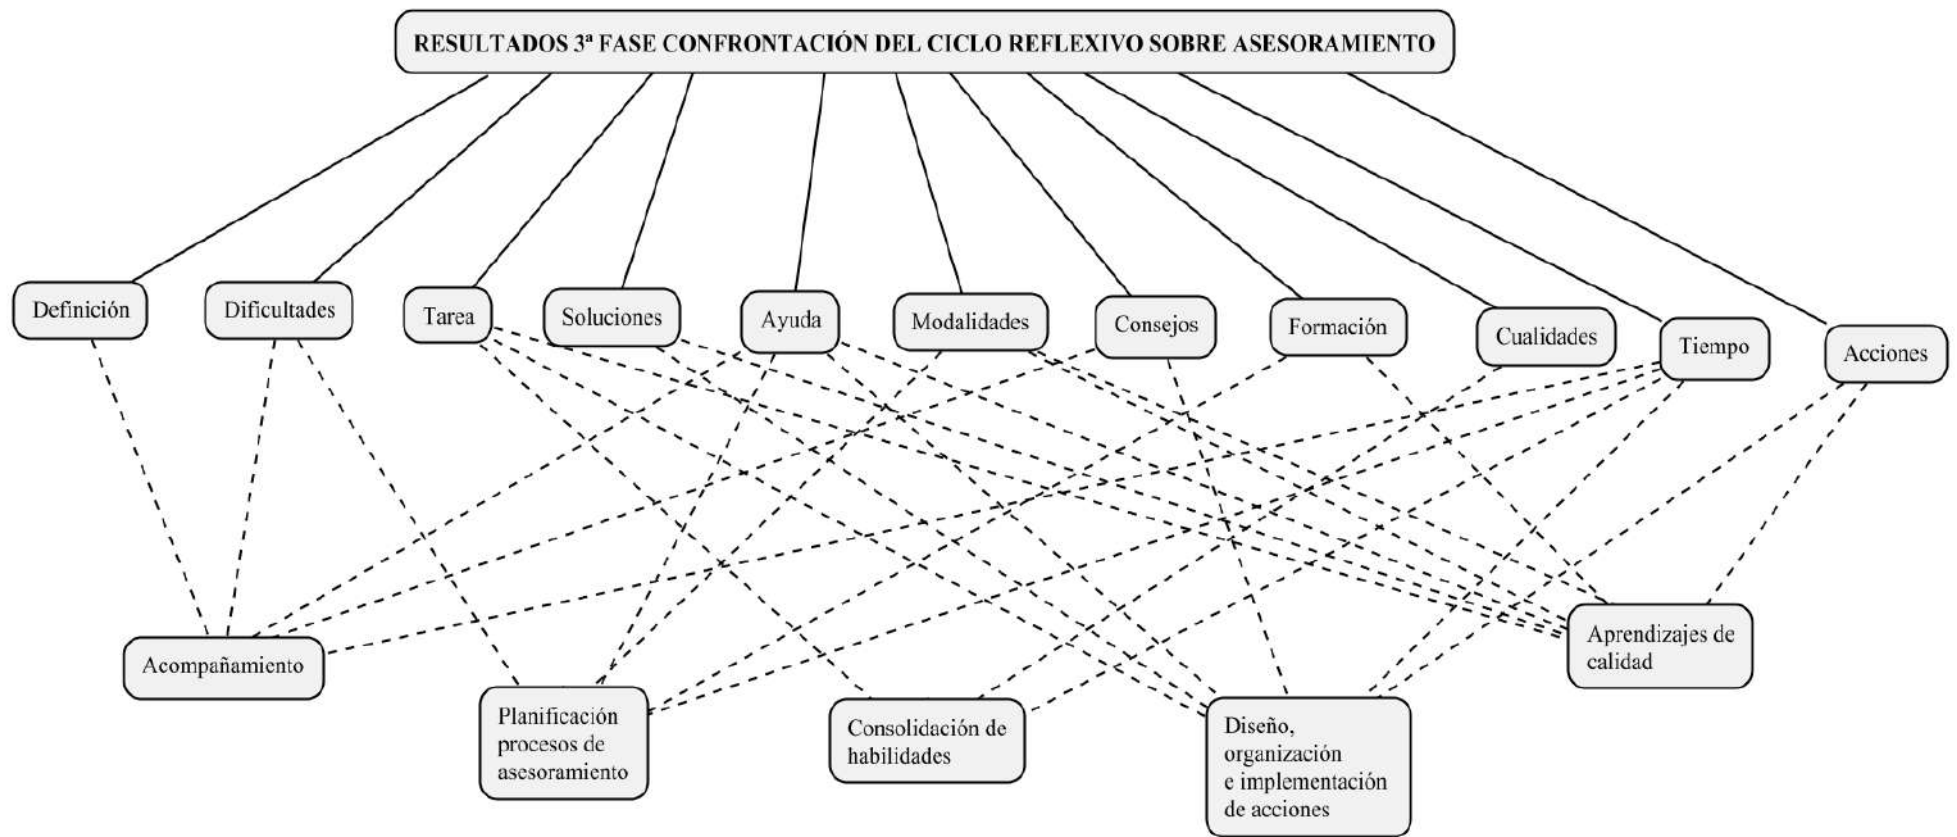 RESULTADOS 3ª FASE CONFRONTACIÓN DEL CICLO REFLEXIVO SOBRE ASESORAMIENTO
Definición
Dificultades
Tarea
Soluciones
Ayuda
Modalidades
Consejos
Formación
Cualidades
Tiempo
Acciones
Acompañamiento
Planificación
procesos de
asesoramiento
Consolidación de
habilidades
Diseño,
organización
e implementación
de acciones
Aprendizajes de
calidad